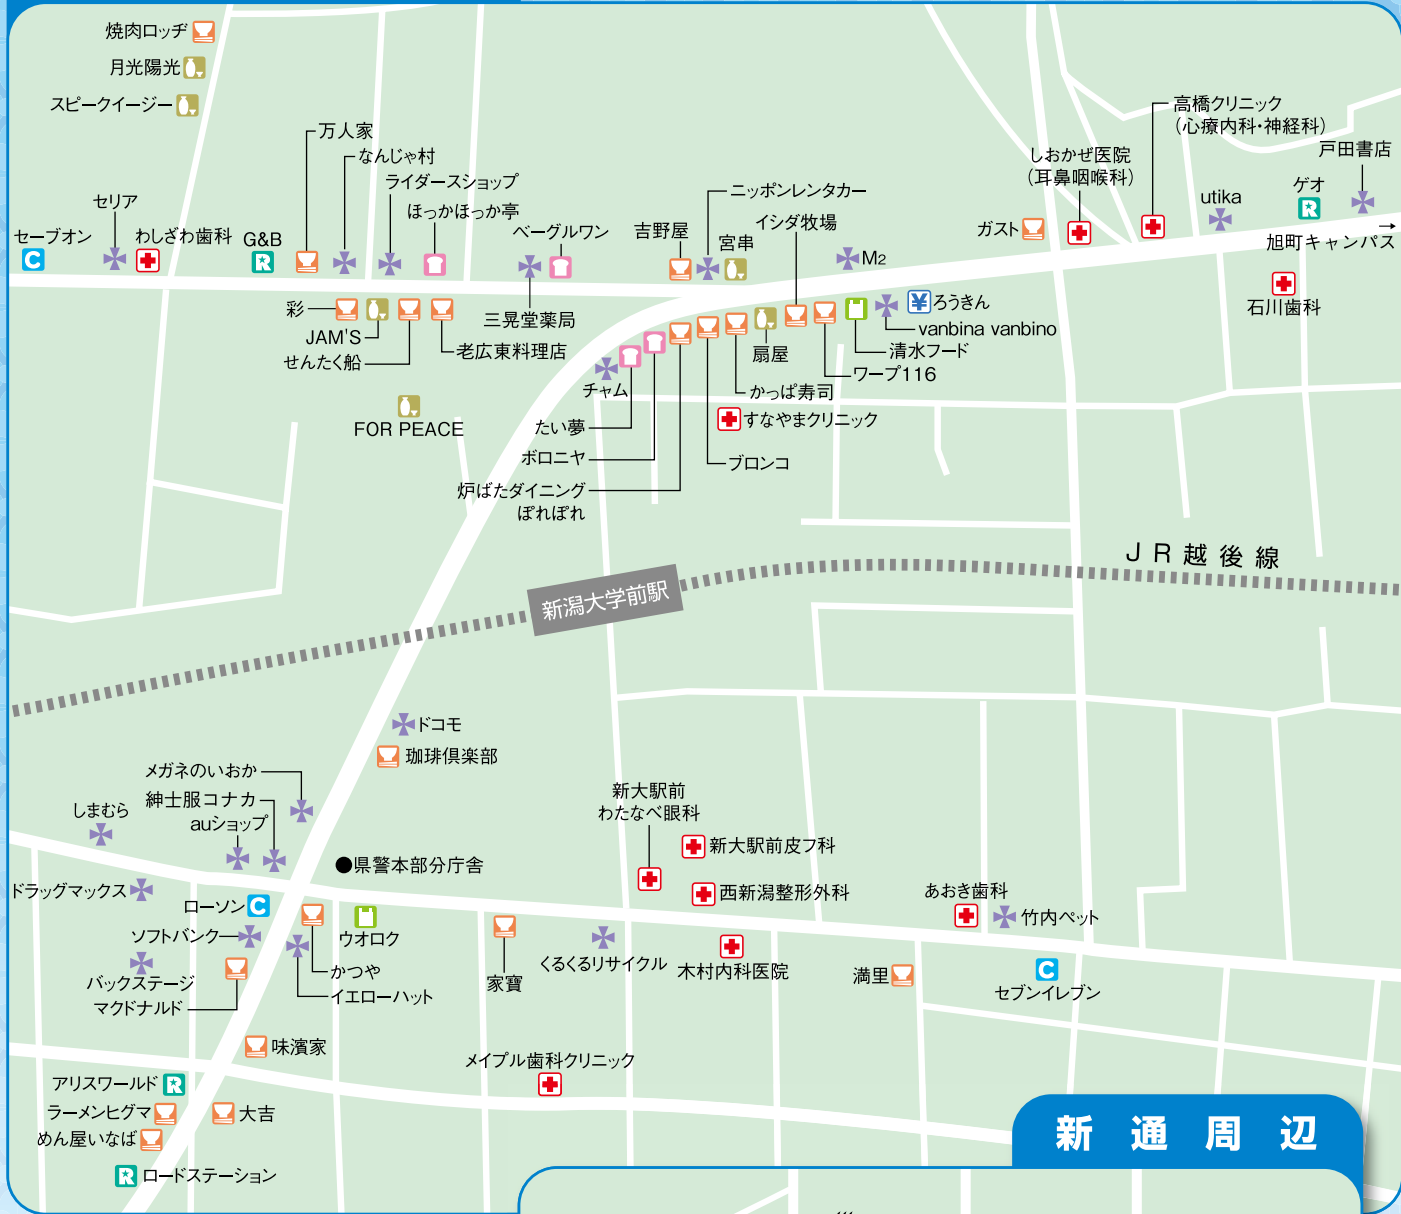 焼肉ロッヂ
月光陽光
スピークイージー
万人家
なんじゃ村
ライダースショップ
ほっかほっか亭
セリア
セーブオン
わしざわ歯科
G&B
ベーグルワン
三晃堂薬局
吉野屋
ニッポンレンタカー
宮串
イシダ牧場
M2
ガスト
しおかぜ医院
(耳鼻咽喉科)
高橋クリニック
(心療内科・神経科)
utika
ゲオ
戸田書店
→
旭町キャンパス
石川歯科
彩
JAM'S
せんたく船
老広東料理店
FOR PEACE
チャム
たい夢
ボロニヤ
炉ばたダイニング
ぽれぽれ
ブロンコ
すなやまクリニック
かっぱ寿司
扇屋
ワープ116
清水フード
vanbina vanbino
ろうきん
JR越後線
新潟大学前駅
ドコモ
珈琲倶楽部
メガネのいおか
紳士服コナカ
auショップ
しまむら
ドラッグマックス
ローソン
ソフトバンク
バックステージ
マクドナルド
●県警本部分庁舎
ウオロク
かつや
イエローハット
家寶
くるくるリサイクル
新大駅前
わたなべ眼科
新大駅前皮フ科
西新潟整形外科
木村内科医院
あおき歯科
竹内ペット
満里
セブンイレブン
味濱家
メイプル歯科クリニック
アリスワールド
ラーメンヒグマ
めん屋いなば
大吉
ロードステーション
新通周辺